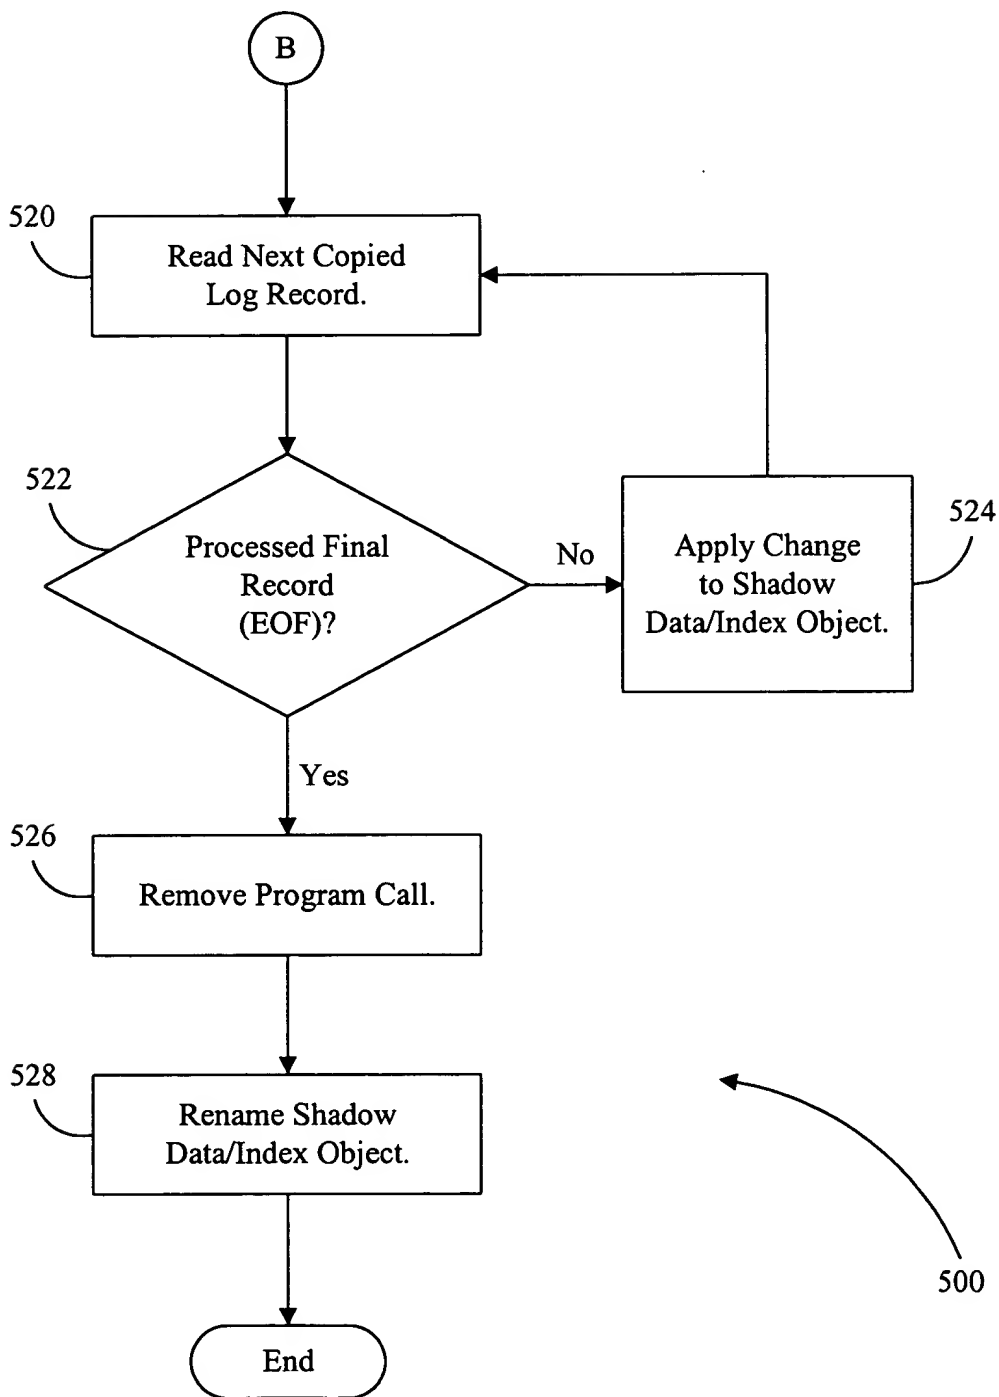 B
520
Read Next Copied
Log Record.
522
Processed Final
Record
(EOF)?
No
524
Apply Change
to Shadow
Data/Index Object.
Yes
526
Remove Program Call.
528
Rename Shadow
Data/Index Object.
500
End